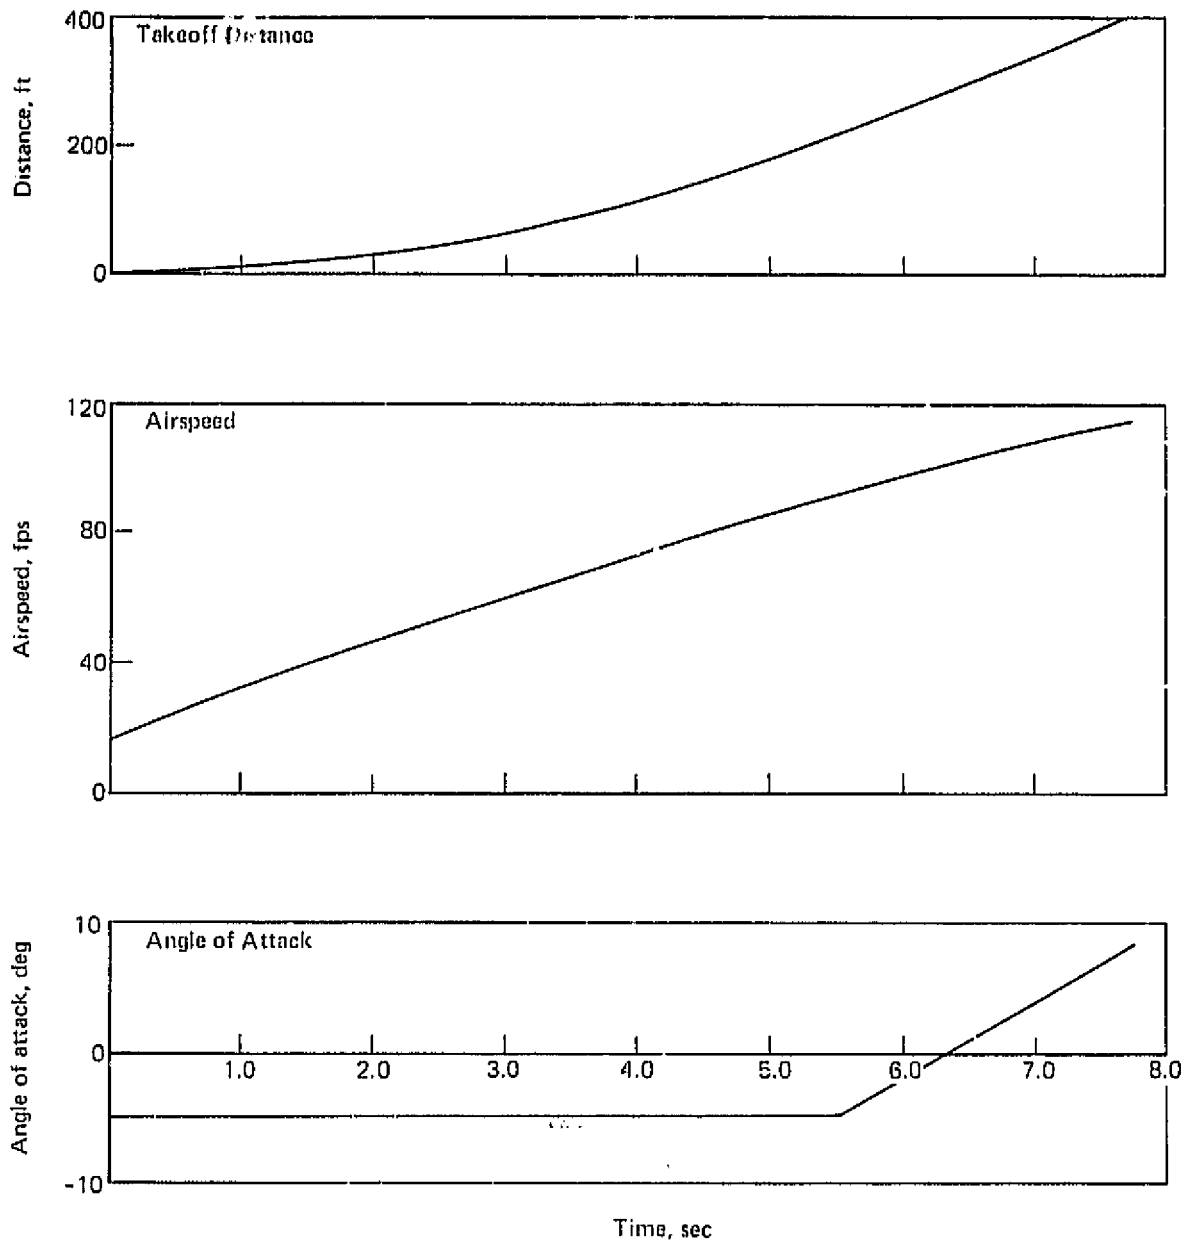 400
Takeoff Distance
Distance, ft
200
0
120
Airspeed
Airspeed, fps
80
40
0
10
Angle of Attack
Angle of attack, deg
0
1.0 2.0 3.0 4.0 5.0 6.0 7.0 8.0
-10
Time, sec